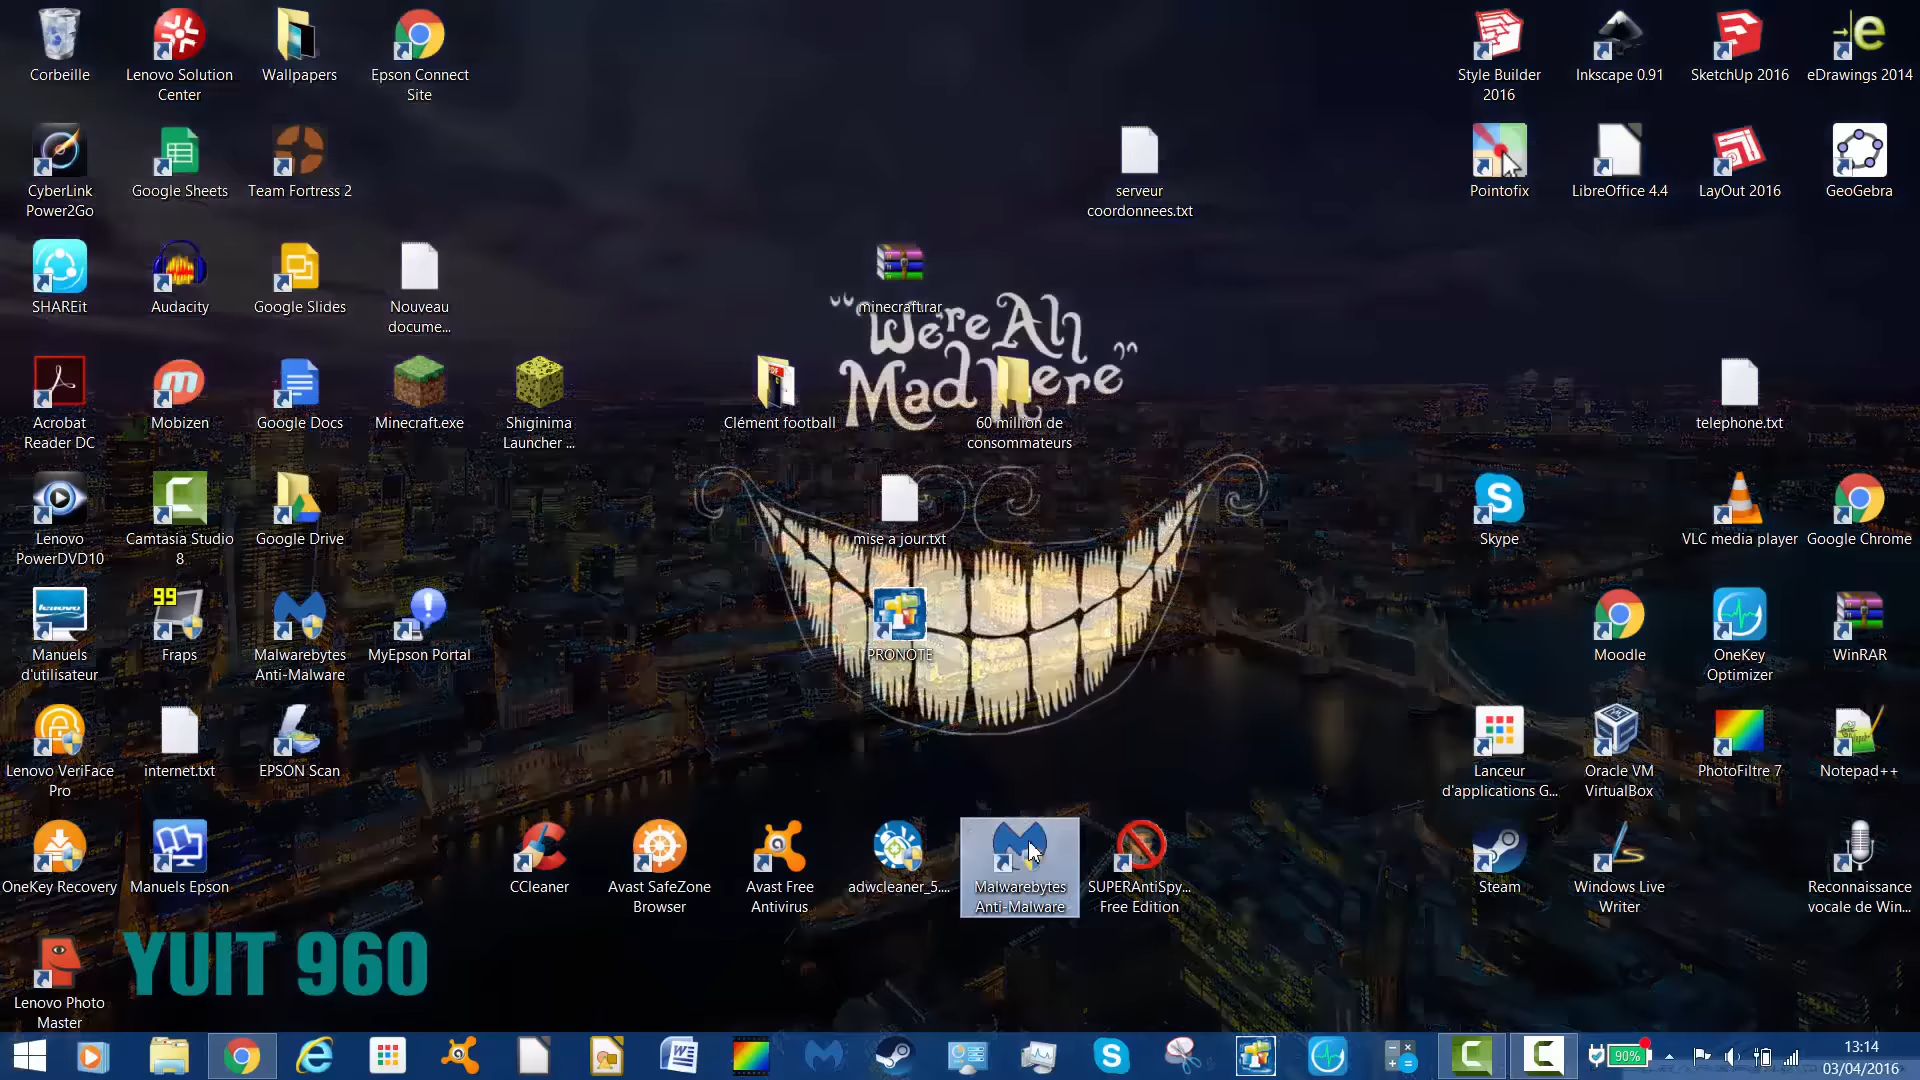 Corbeille
Lenovo Solution
Center
Wallpapers
Epson Connect
Site
Style Builder
2016
Inkscape 0.91
SketchUp 2016
eDrawings 2014
CyberLink
Power2Go
Google Sheets
Team Fortress 2
serveur
coordonnees.txt
Pointofix
LibreOffice 4.4
LayOut 2016
GeoGebra
SHAREit
Audacity
Google Slides
Nouveau
docume...
minecraft.rar
“We're All
Mad Here”
Acrobat
Reader DC
Mobizen
Google Docs
Minecraft.exe
Shiginima
Launcher ...
Clément football
60 million de
consommateurs
telephone.txt
Lenovo
PowerDVD10
Camtasia Studio
8
Google Drive
mise a jour.txt
Skype
VLC media player
Google Chrome
Manuels
d'utilisateur
99
Fraps
Malwarebytes
Anti-Malware
MyEpson Portal
PRONOTE
Moodle
OneKey
Optimizer
WinRAR
Lenovo VeriFace
Pro
internet.txt
EPSON Scan
Lanceur
d'applications G...
Oracle VM
VirtualBox
PhotoFiltre 7
Notepad++
OneKey Recovery
Manuels Epson
CCleaner
Avast SafeZone
Browser
Avast Free
Antivirus
adwcleaner_5....
Malwarebytes
Anti-Malware
SUPERAntiSpy...
Free Edition
Steam
Windows Live
Writer
Reconnaissance
vocale de Win...
Lenovo Photo
Master
YUIT 960
90%
13:14
03/04/2016